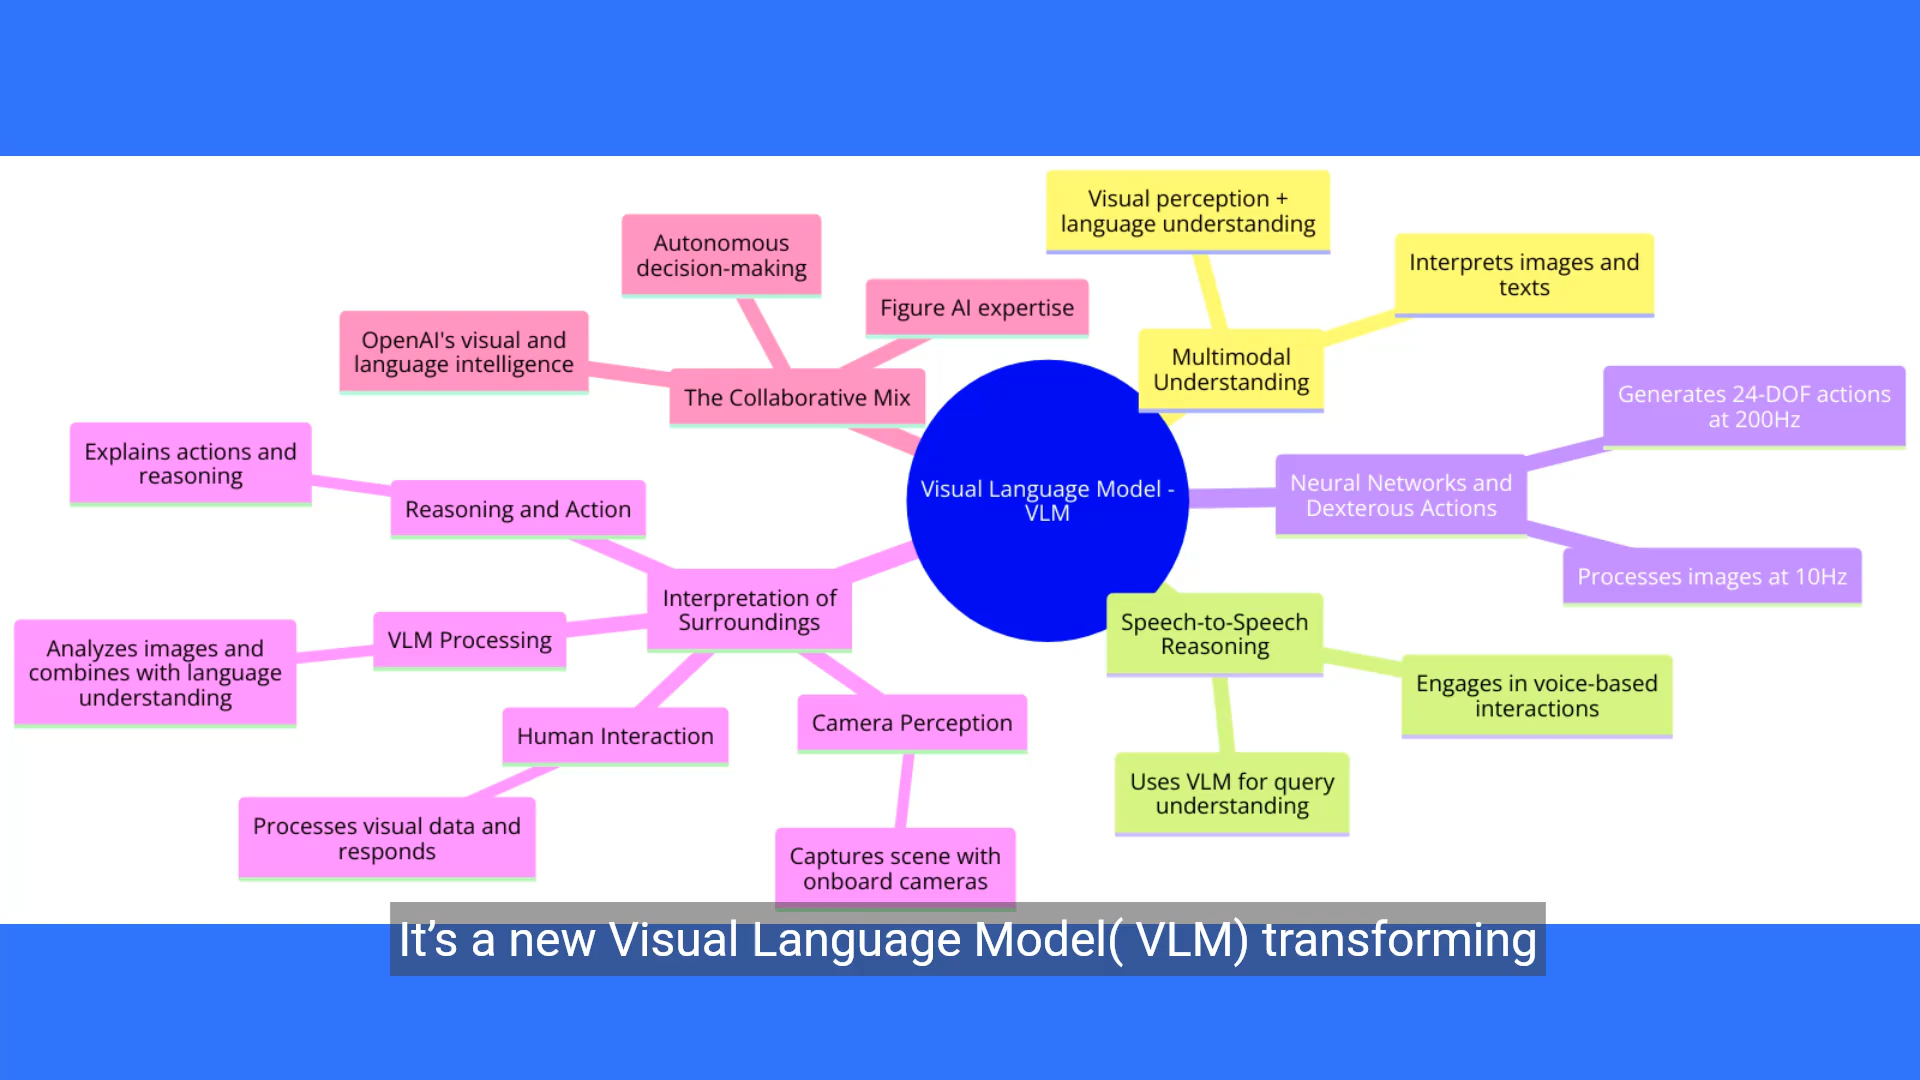 Visual perception +
language understanding
Interprets images and
texts
Multimodal
Understanding
Autonomous
decision-making
Figure AI expertise
OpenAI's visual and
language intelligence
The Collaborative Mix
Visual Language Model -
VLM
Generates 24-DOF actions
at 200Hz
Neural Networks and
Dexterous Actions
Processes images at 10Hz
Explains actions and
reasoning
Reasoning and Action
Interpretation of
Surroundings
VLM Processing
Analyzes images and
combines with language
understanding
Human Interaction
Processes visual data and
responds
Camera Perception
Captures scene with
onboard cameras
Speech-to-Speech
Reasoning
Engages in voice-based
interactions
Uses VLM for query
understanding
It’s a new Visual Language Model( VLM) transforming